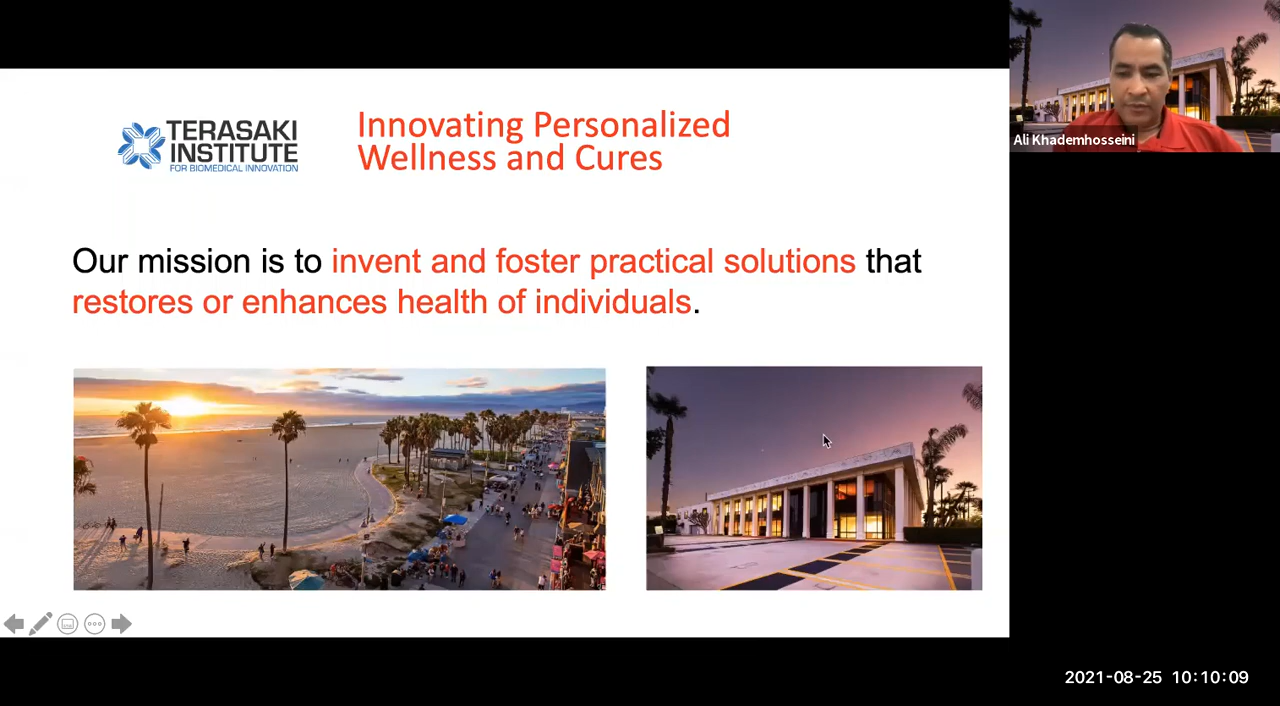 TERASAKI
INSTITUTE
FOR BIOMEDICAL INNOVATION
Innovating Personalized
Wellness and Cures
Our mission is to invent and foster practical solutions that
restores or enhances health of individuals.
Ali Khademhosseini
2021-08-25 10:10:09